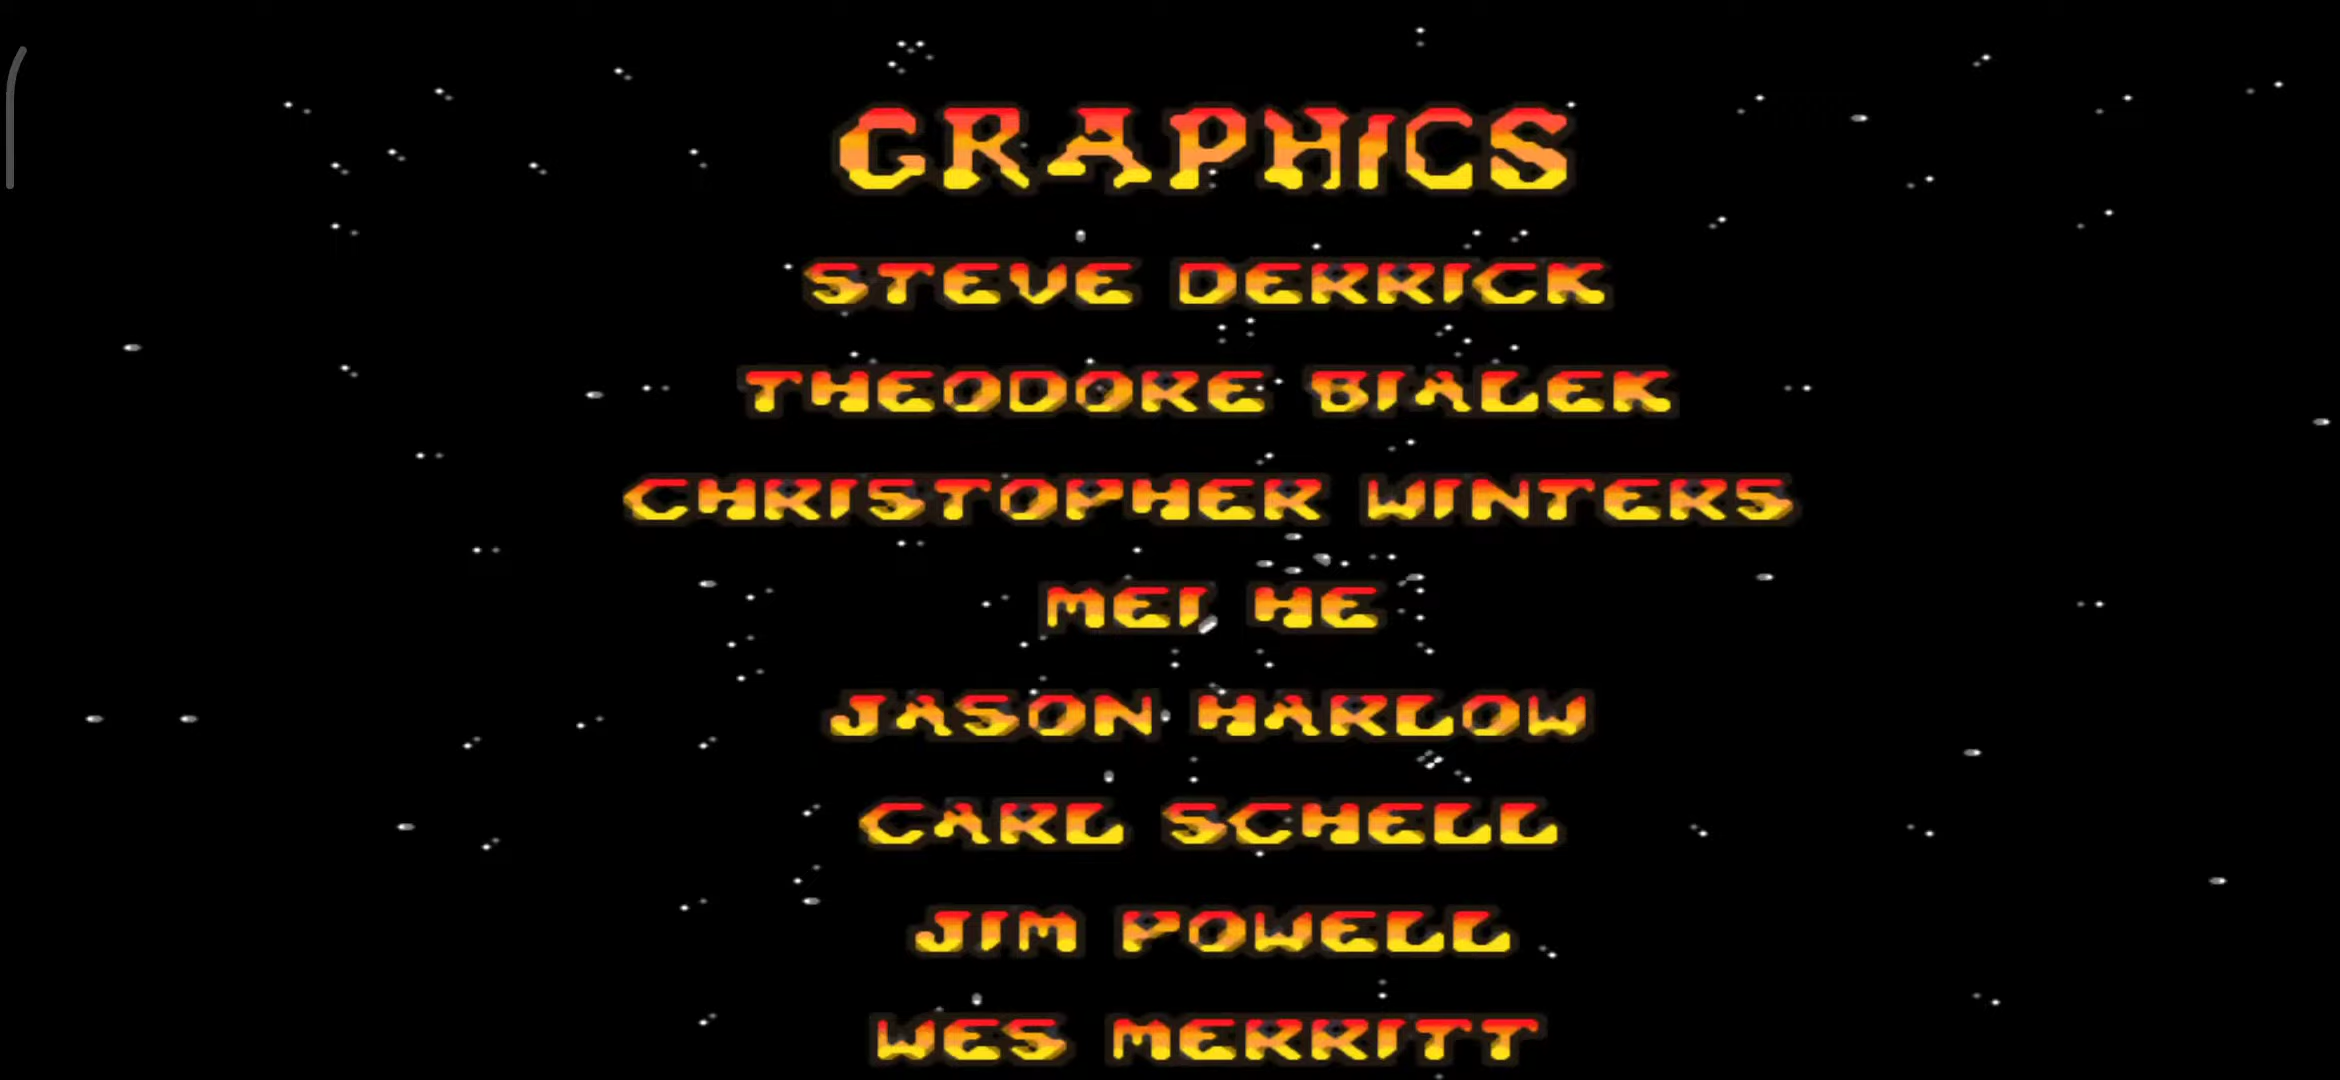 GRAPHICS
STEVE DERRICK
THEODORE BIALEK
CHRISTOPHER WINTERS
MEI, HE
JASON HARLOW
CARL SCHELL
JIM POWELL
WES MERRITT